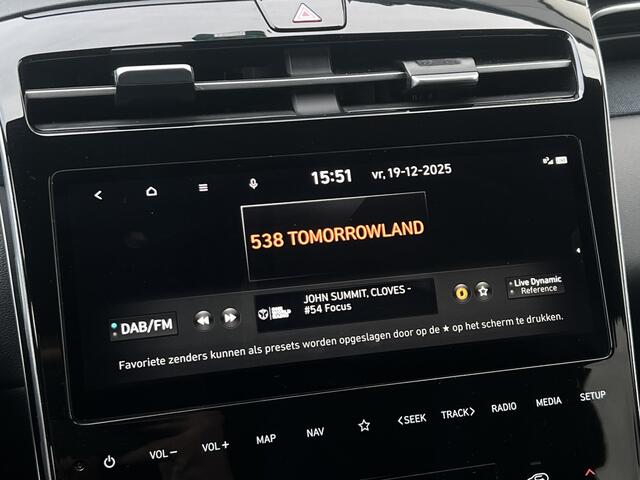 15:51 vr, 19-12-2025
538 TOMORROWLAND
JOHN SUMMIT, CLOVES -
#54 Focus
DAB/FM
Live Dynamic
Reference
Favoriete zenders kunnen als presets worden opgeslagen door op de ★ op het scherm te drukken.
VOL− VOL+ MAP NAV ☆ <SEEK TRACK> RADIO MEDIA SETUP